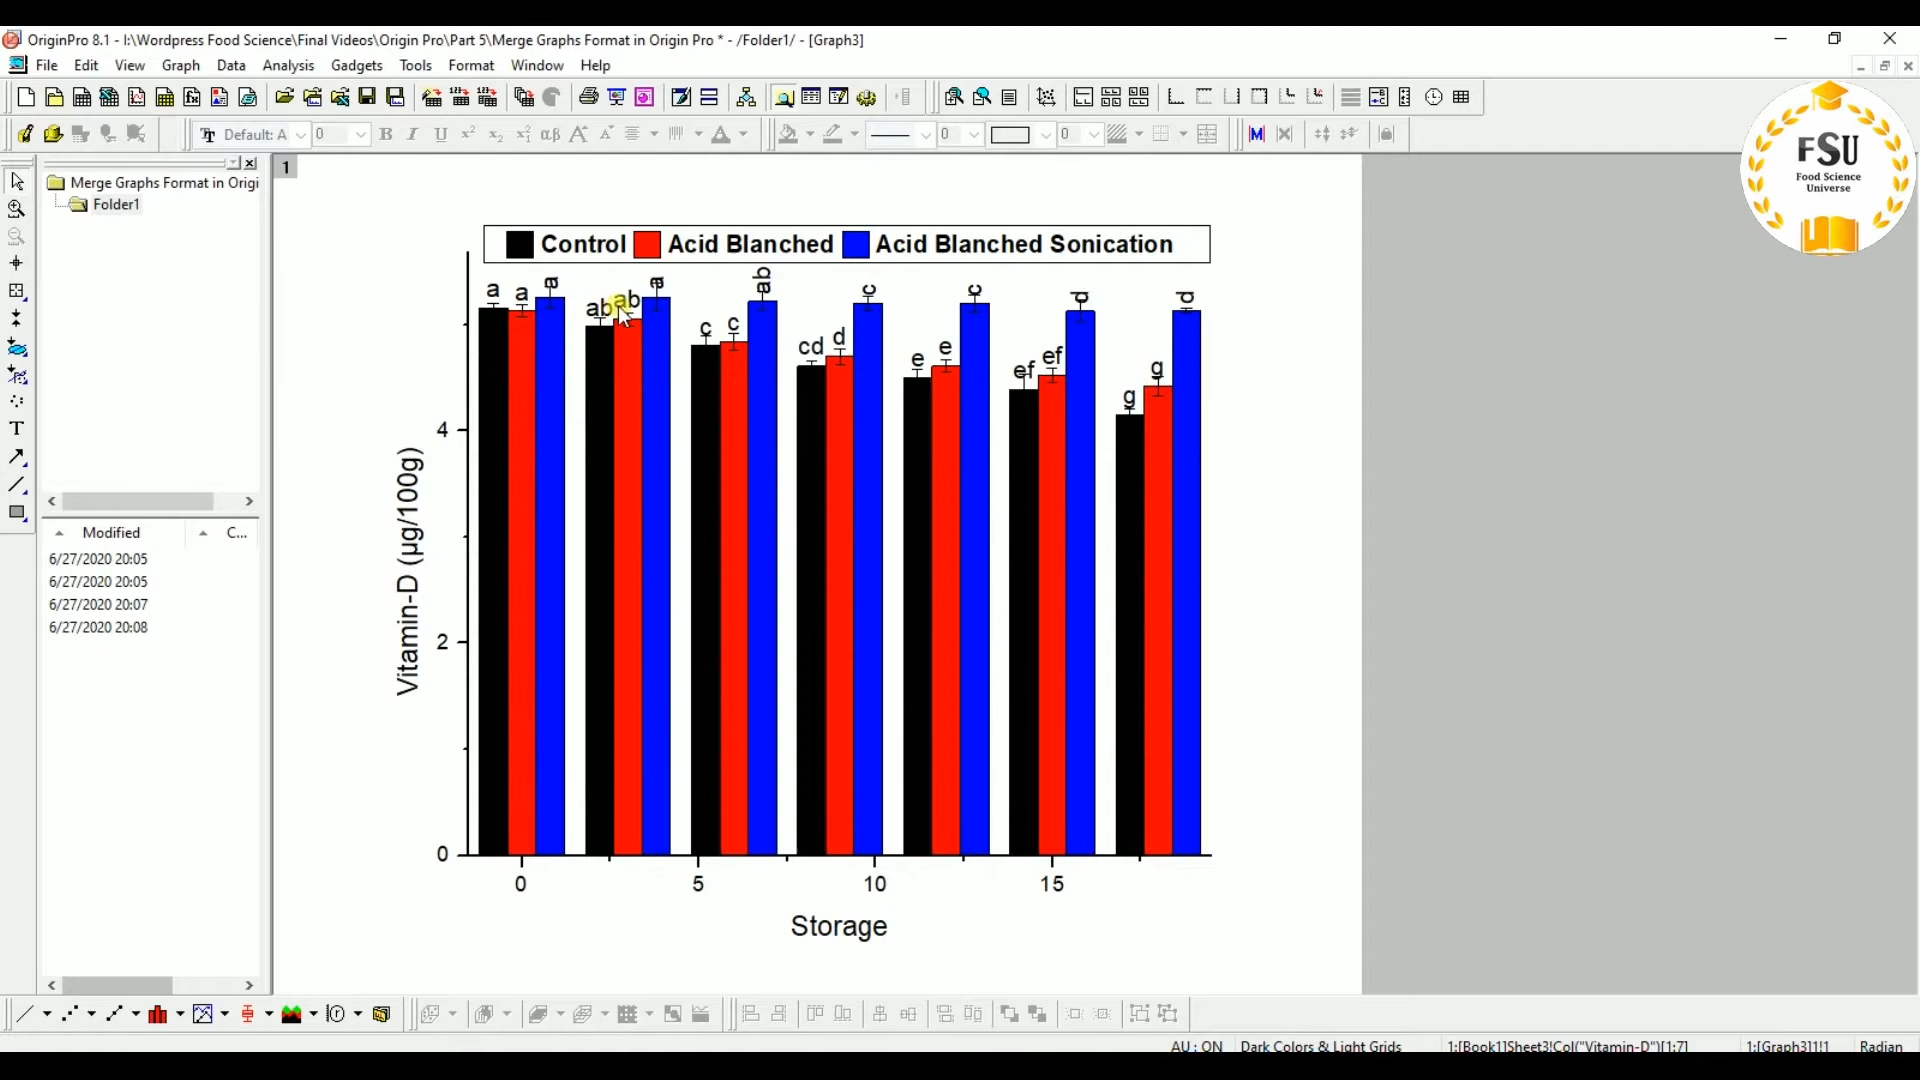 OriginPro 8.1 - I:\Wordpress Food Science\Final Videos\Origin Pro\Part 5\Merge Graphs Format in Origin Pro * - /Folder1/ - [Graph3]
File Edit View Graph Data Analysis Gadgets Tools Format Window Help
Default: A 0 B I U αβ A A A 0 0 M
FSU
Food Science
Universe
Merge Graphs Format in Origi
Folder1
1
Control Acid Blanched Acid Blanched Sonication
a a a ab ab a c c ab cd d c e e c ef ef d g g d
4
2
0
Vitamin-D (µg/100g)
0 5 10 15
Storage
T
Modified C...
6/27/2020 20:05
6/27/2020 20:05
6/27/2020 20:07
6/27/2020 20:08
AU : ON Dark Colors & Light Grids 1:[Book1]Sheet3!Col("Vitamin-D")[1:7] 1:[Graph3]1!1 Radian